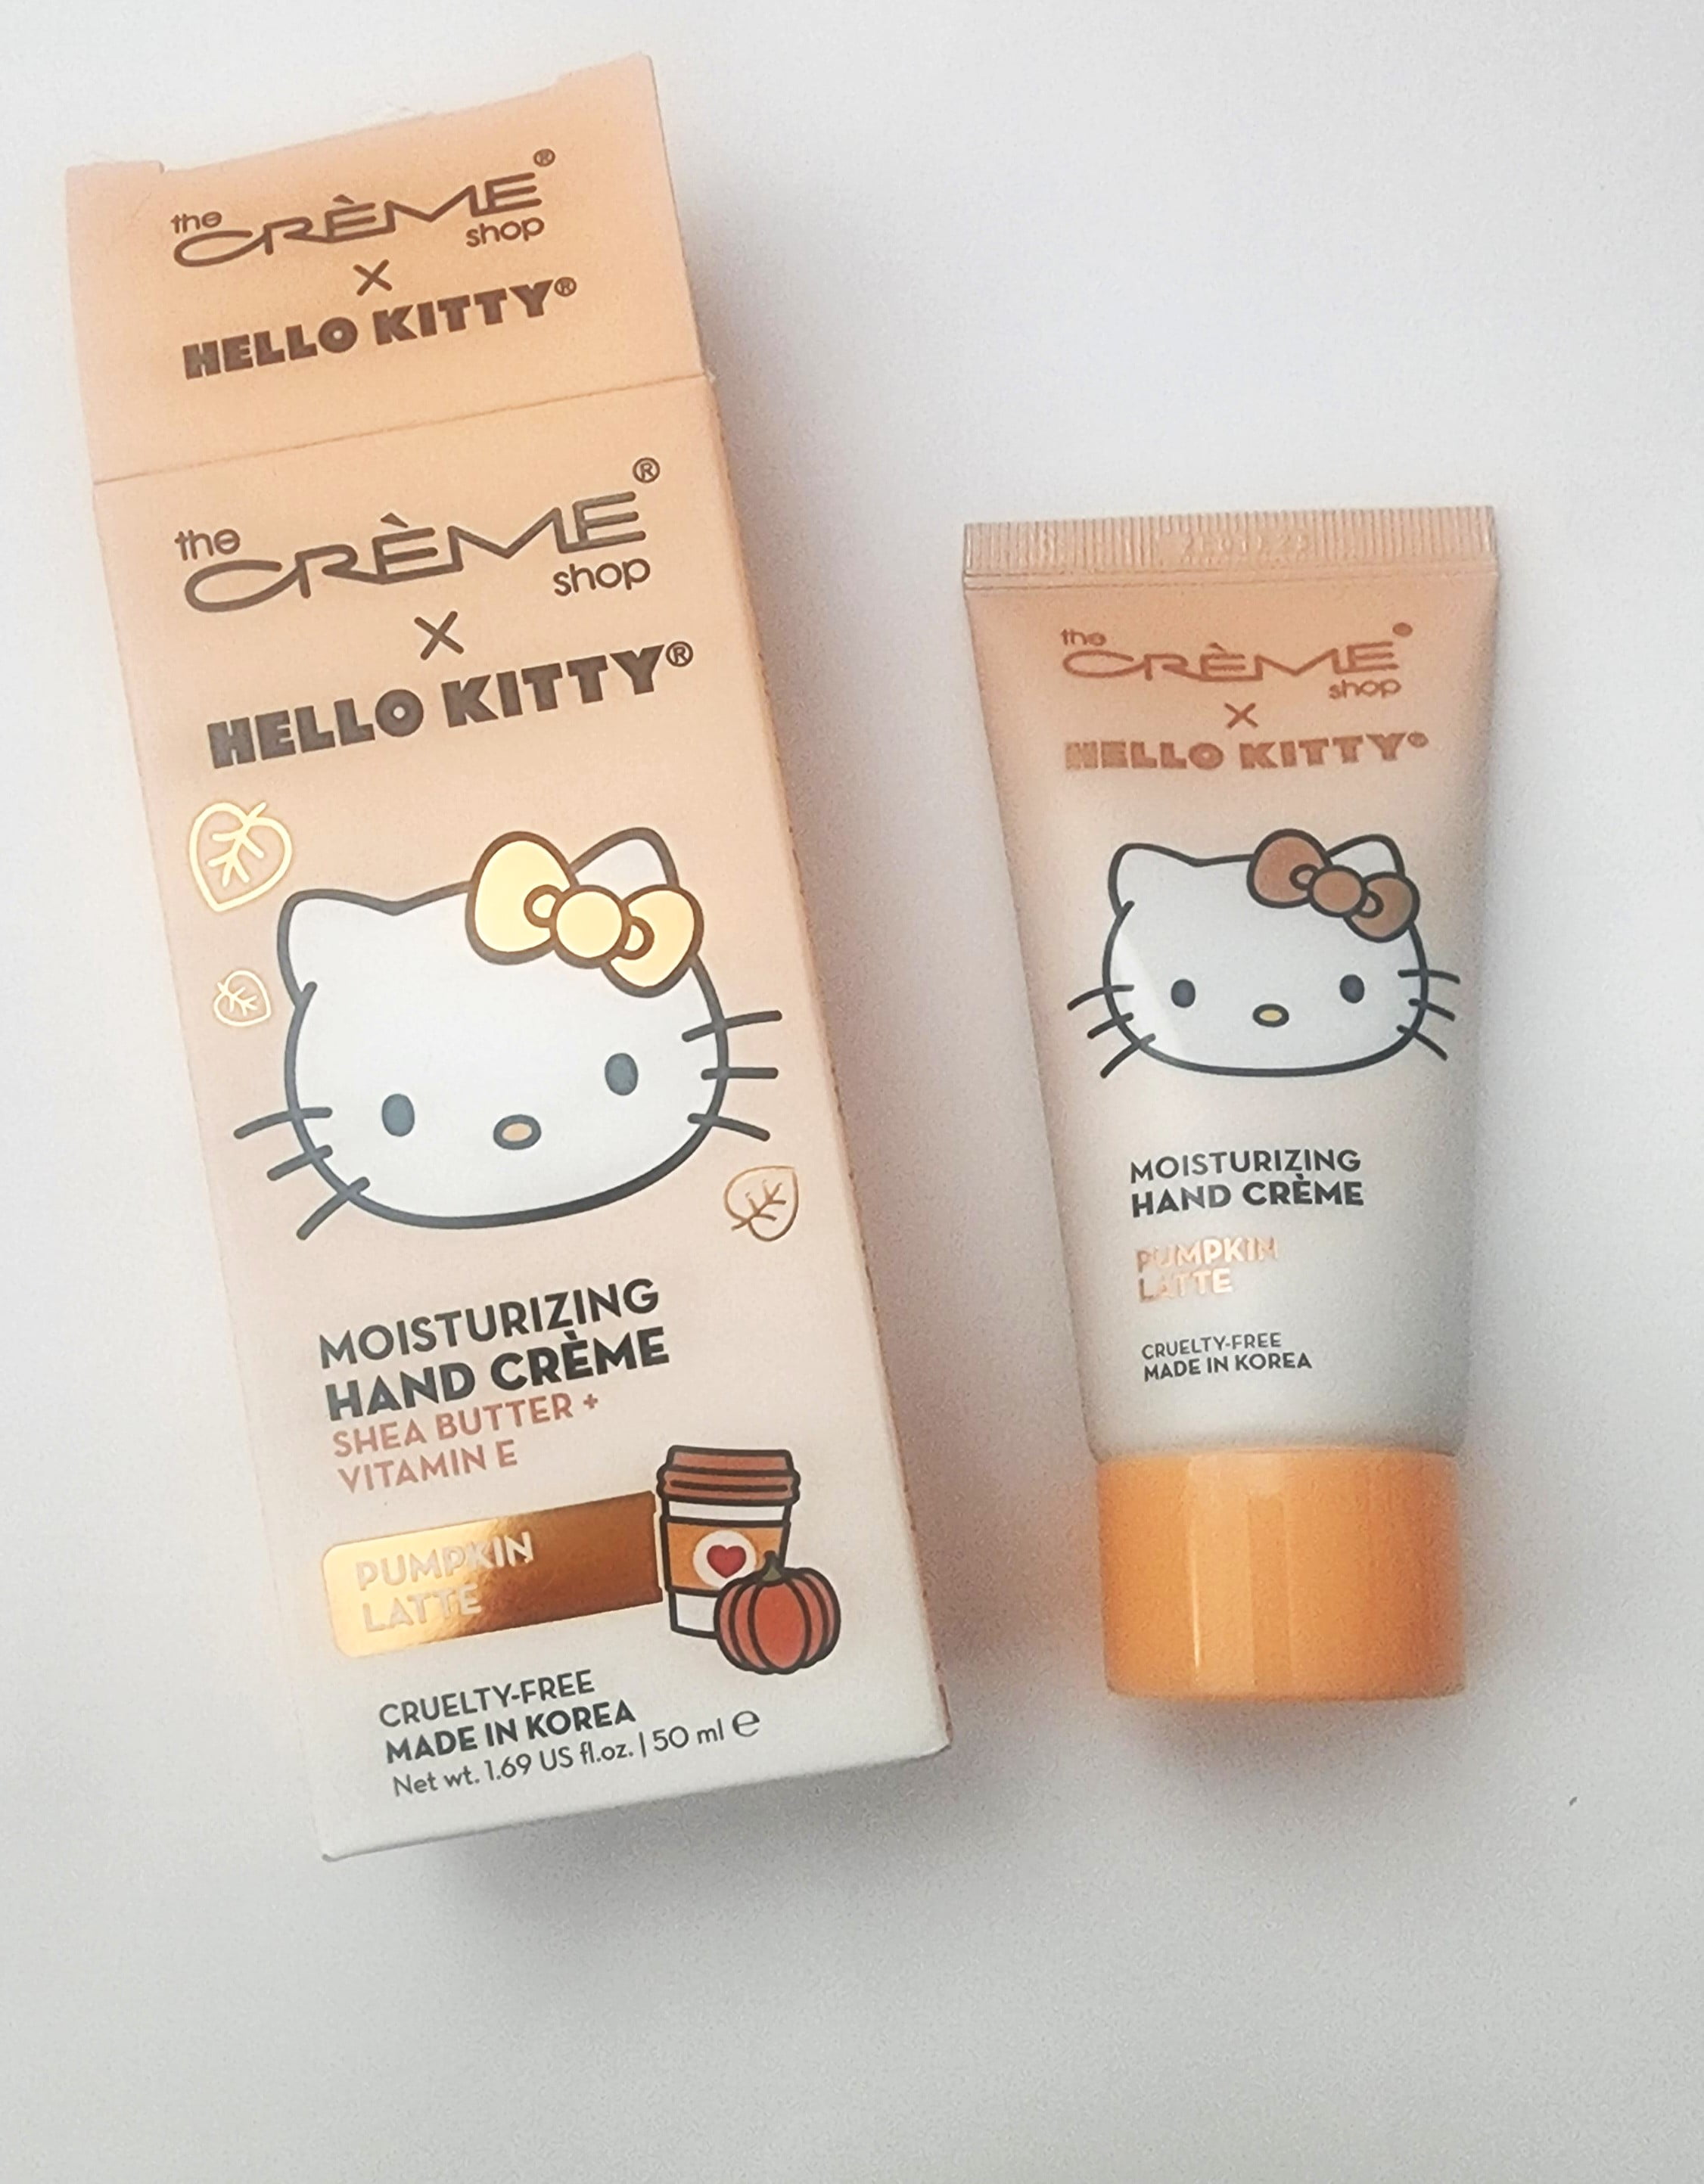 the CRÈME® shop
X
HELLO KITTY®
the CRÈME® shop
X
HELLO KITTY®
MOISTURIZING
HAND CRÈME
SHEA BUTTER +
VITAMIN E
PUMPKIN
LATTE
CRUELTY-FREE
MADE IN KOREA
Net wt. 1.69 US fl.oz. | 50 ml ℮
the CRÈME® shop
X
HELLO KITTY®
MOISTURIZING
HAND CRÈME
PUMPKIN
LATTE
CRUELTY-FREE
MADE IN KOREA